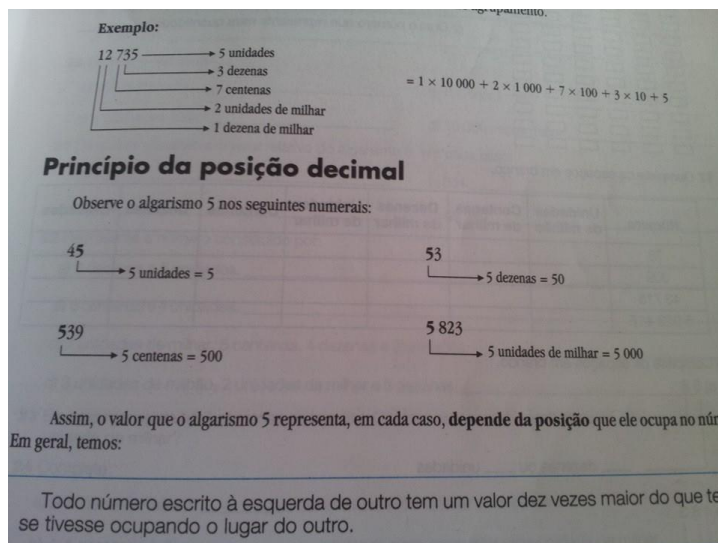 agrupamento.
Exemplo:
12 735 5 unidades
3 dezenas
= 1 × 10 000 + 2 × 1 000 + 7 × 100 + 3 × 10 + 5
7 centenas
2 unidades de milhar
1 dezena de milhar
Princípio da posição decimal
Observe o algarismo 5 nos seguintes numerais:
45
5 unidades = 5
53
5 dezenas = 50
539
5 centenas = 500
5 823
5 unidades de milhar = 5 000
Assim, o valor que o algarismo 5 representa, em cada caso, depende da posição que ele ocupa no
Em geral, temos:
Todo número escrito à esquerda de outro tem um valor dez vezes maior do que
se tivesse ocupando o lugar do outro.